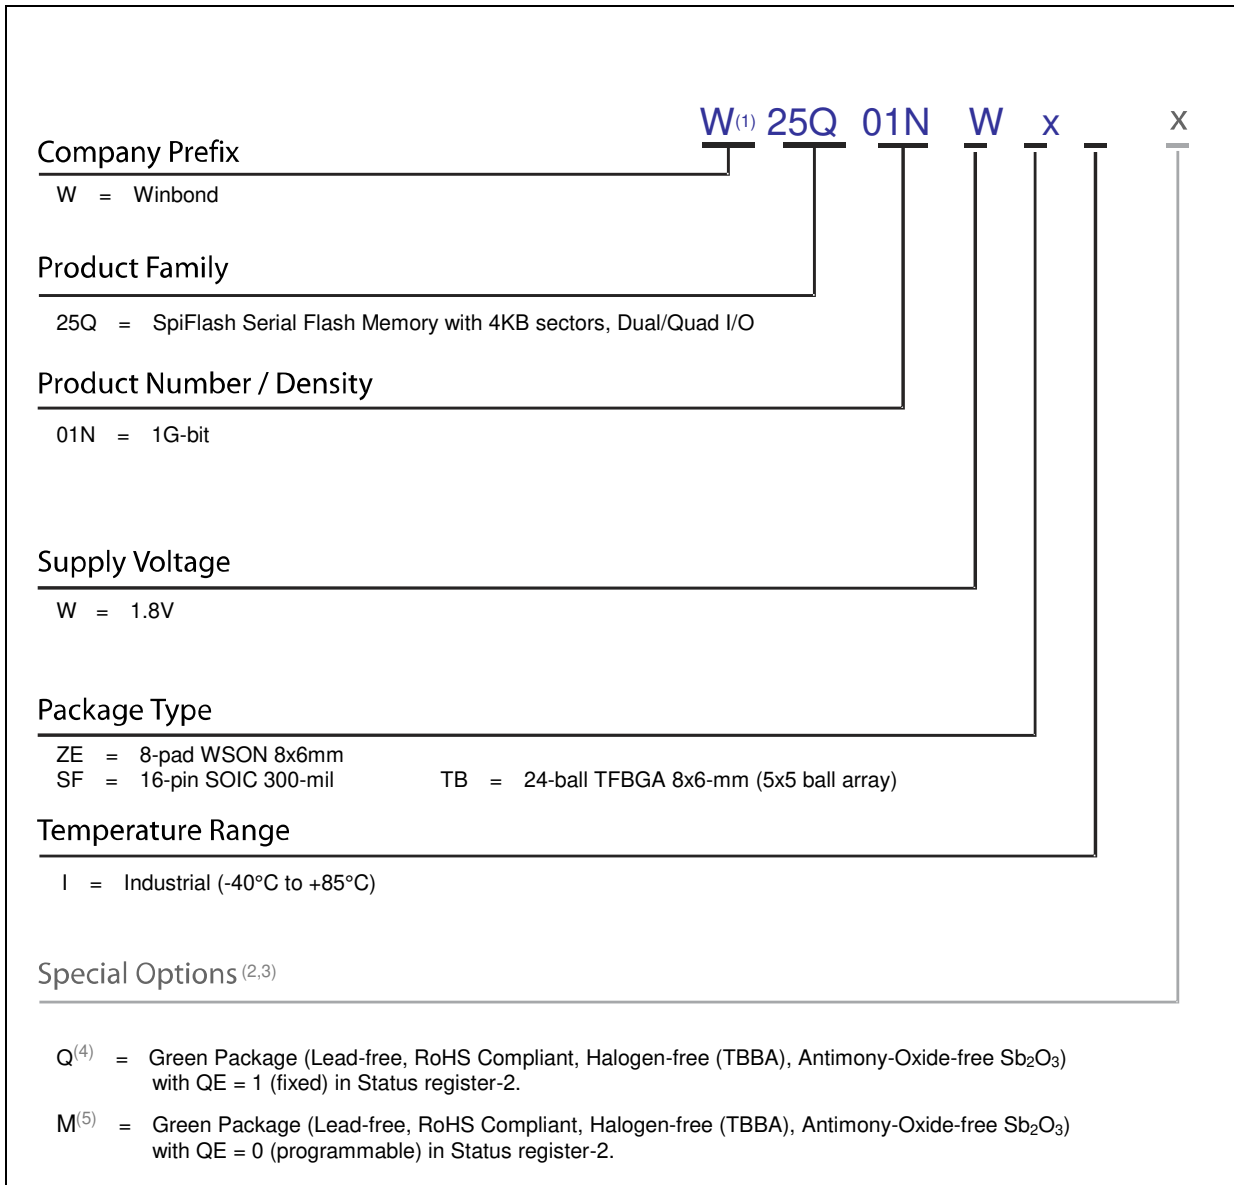 W(1) 25Q 01N W x x
Company Prefix
W = Winbond
Product Family
25Q = SpiFlash Serial Flash Memory with 4KB sectors, Dual/Quad I/O
Product Number / Density
01N = 1G-bit
Supply Voltage
W = 1.8V
Package Type
ZE = 8-pad WSON 8x6mm
SF = 16-pin SOIC 300-mil TB = 24-ball TFBGA 8x6-mm (5x5 ball array)
Temperature Range
I = Industrial (-40°C to +85°C)
Special Options (2,3)
Q(4) = Green Package (Lead-free, RoHS Compliant, Halogen-free (TBBA), Antimony-Oxide-free Sb₂O₃)
with QE = 1 (fixed) in Status register-2.
M(5) = Green Package (Lead-free, RoHS Compliant, Halogen-free (TBBA), Antimony-Oxide-free Sb₂O₃)
with QE = 0 (programmable) in Status register-2.